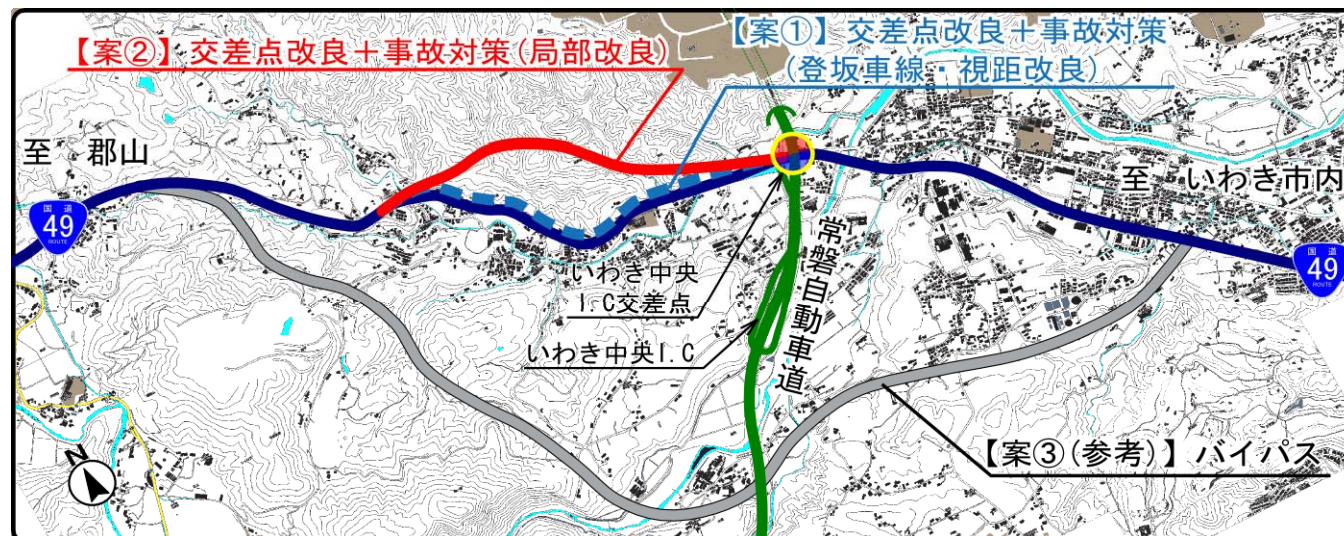 【案②】交差点改良+事故対策(局部改良)
【案①】交差点改良+事故対策
(登坂車線・視距改良)
至 郡山
至 いわき市内
国道
49
ROUTE
国道
49
ROUTE
いわき中央
I.C交差点
いわき中央I.C
常磐自動車道
【案③(参考)】バイパス
N